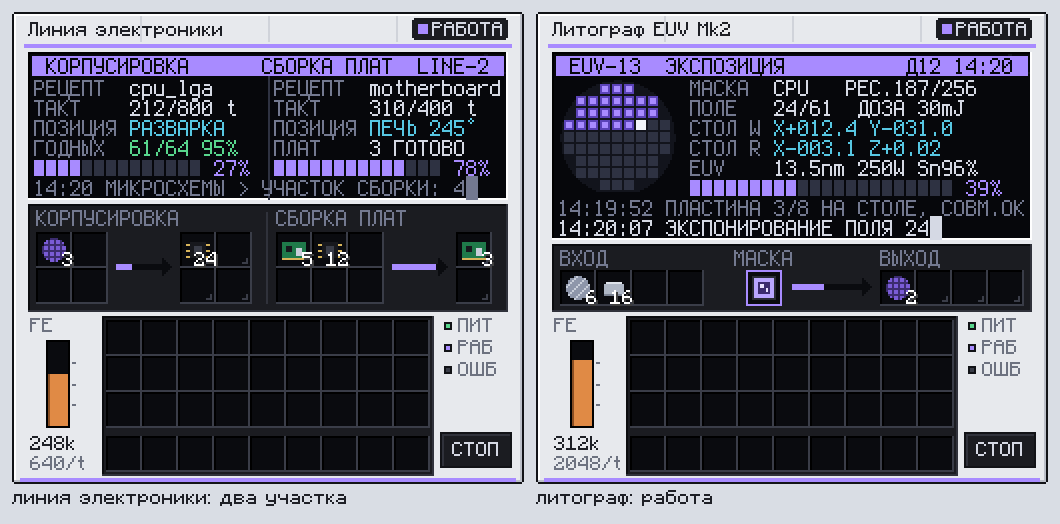 Линия электроники
РАБОТА
КОРПУСИРОВКА СБОРКА ПЛАТ LINE-2
РЕЦЕПТ cpu_lga РЕЦЕПТ motherboard
ТАКТ 212/800 t ТАКТ 310/400 t
ПОЗИЦИЯ РАЗВАРКА ПОЗИЦИЯ ПЕЧЬ 245°
ГОДНЫХ 61/64 95% ПЛАТ 3 ГОТОВО
27% 78%
14:20 МИКРОСХЕМЫ > УЧАСТОК СБОРКИ: 4
КОРПУСИРОВКА СБОРКА ПЛАТ
3 24 5 12 3
FE
ПИТ
РАБ
ОШБ
248k
640/t
СТОП
линия электроники: два участка
Литограф EUV Mk2
РАБОТА
EUV-13 ЭКСПОЗИЦИЯ Д12 14:20
МАСКА CPU РЕС.187/256
ПОЛЕ 24/61 ДОЗА 30mJ
СТОЛ W X+012.4 Y-031.0
СТОЛ R X-003.1 Z+0.02
EUV 13.5nm 250W Sn96%
39%
14:19:52 ПЛАСТИНА 3/8 НА СТОЛЕ, СОВМ.ОК
14:20:07 ЭКСПОНИРОВАНИЕ ПОЛЯ 24
ВХОД МАСКА ВЫХОД
6 16 2
FE
ПИТ
РАБ
ОШБ
312k
2048/t
СТОП
литограф: работа